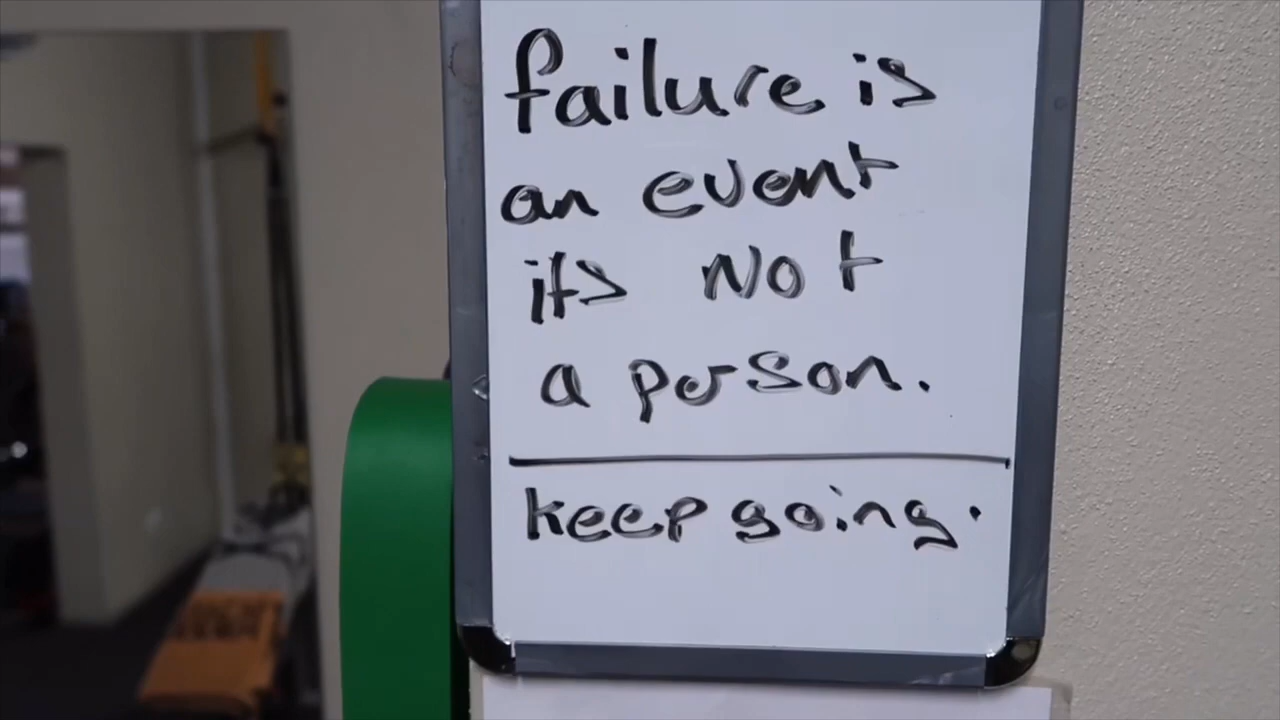 failure is
an event
its Not
a person.
keep going.